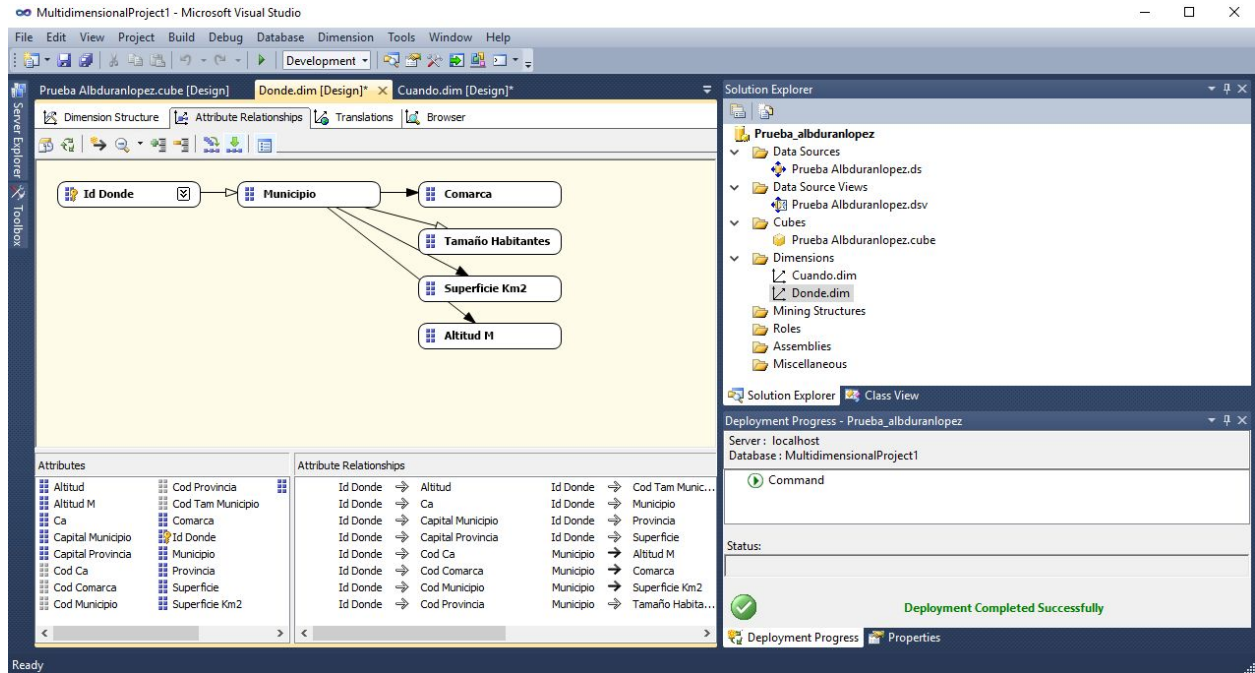 MultidimensionalProject1 - Microsoft Visual Studio
File Edit View Project Build Debug Database Dimension Tools Window Help
Development
Server Explorer
Toolbox
Prueba Albduranlopez.cube [Design] Donde.dim [Design]* Cuando.dim [Design]*
Dimension Structure Attribute Relationships Translations Browser
Id Donde Municipio Comarca
Tamaño Habitantes
Superficie Km2
Altitud M
Attributes
Altitud Cod Provincia
Altitud M Cod Tam Municipio
Ca Comarca
Capital Municipio Id Donde
Capital Provincia Municipio
Cod Ca Provincia
Cod Comarca Superficie
Cod Municipio Superficie Km2
Attribute Relationships
Id Donde Altitud Id Donde Cod Tam Munic...
Id Donde Ca Id Donde Municipio
Id Donde Capital Municipio Id Donde Provincia
Id Donde Capital Provincia Id Donde Superficie
Id Donde Cod Ca Municipio Altitud M
Id Donde Cod Comarca Municipio Comarca
Id Donde Cod Municipio Municipio Superficie Km2
Id Donde Cod Provincia Municipio Tamaño Habita...
Solution Explorer
Prueba_albduranlopez
Data Sources
Prueba Albduranlopez.ds
Data Source Views
Prueba Albduranlopez.dsv
Cubes
Prueba Albduranlopez.cube
Dimensions
Cuando.dim
Donde.dim
Mining Structures
Roles
Assemblies
Miscellaneous
Solution Explorer Class View
Deployment Progress - Prueba_albduranlopez
Server : localhost
Database : MultidimensionalProject1
Command
Status:
Deployment Completed Successfully
Deployment Progress Properties
Ready